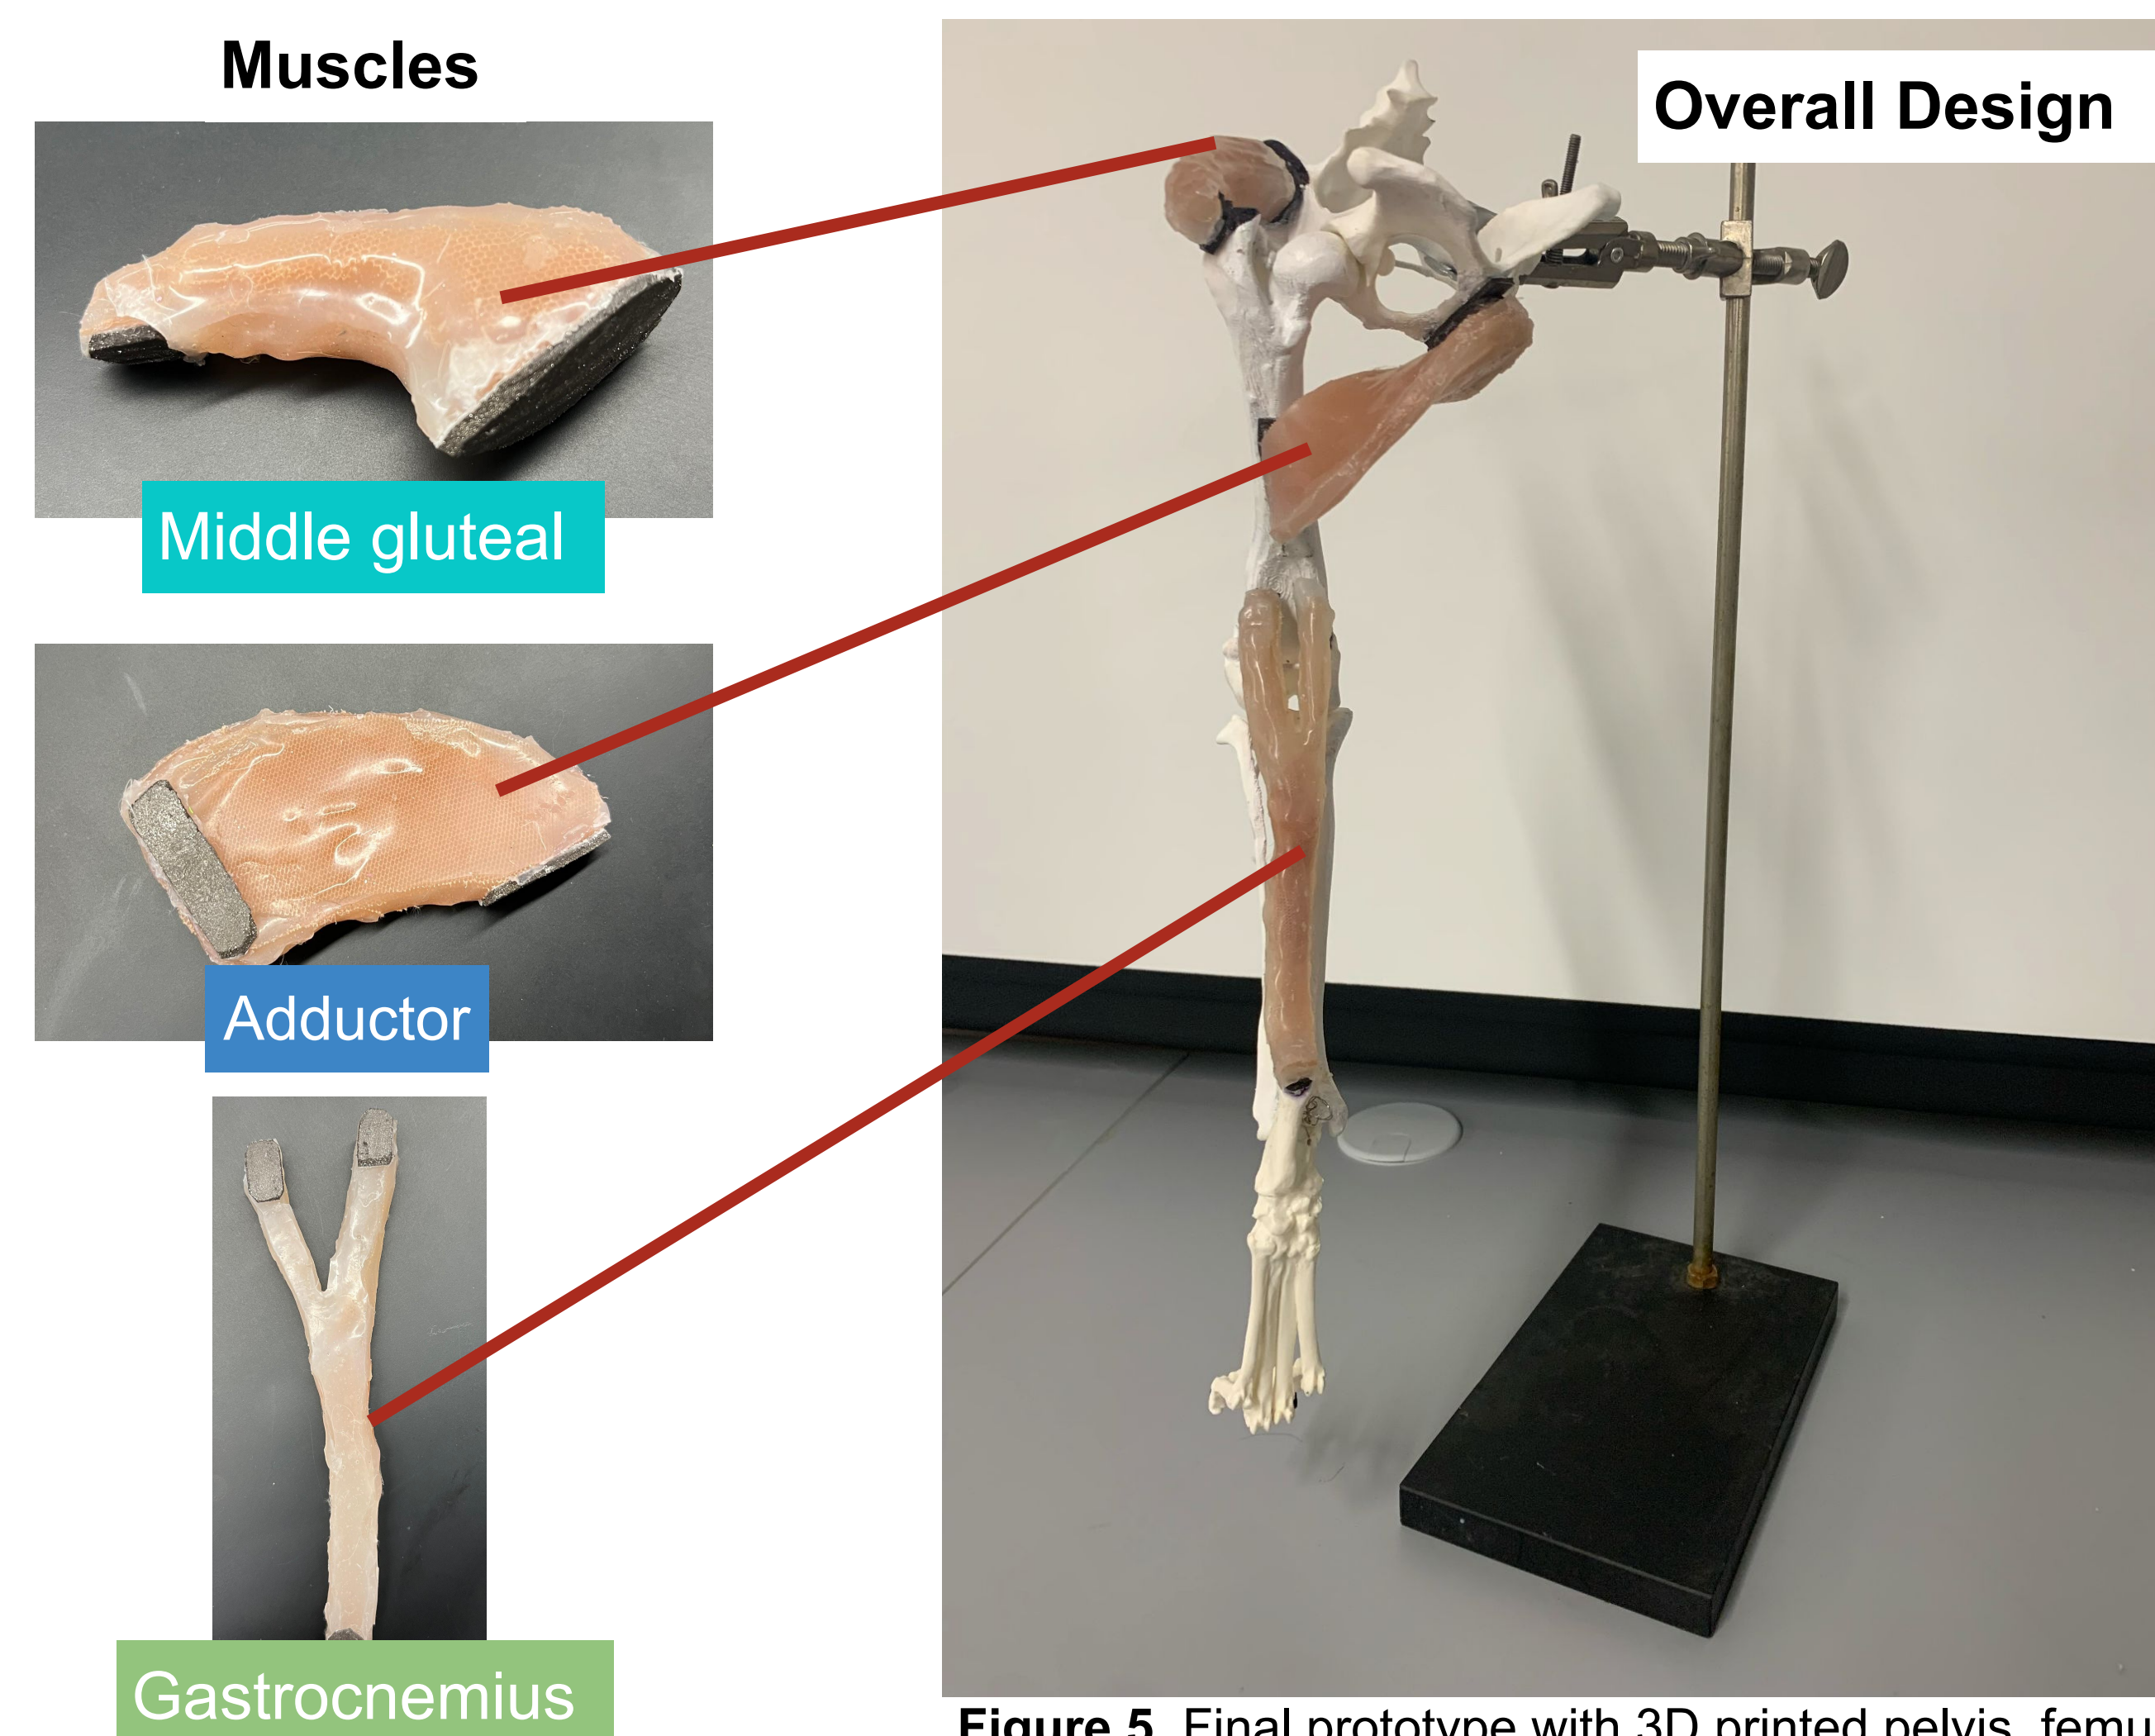 Muscles
Overall Design
Middle gluteal
Adductor
Gastrocnemius
Figure 5. Final prototype with 3D printed pelvis, femu